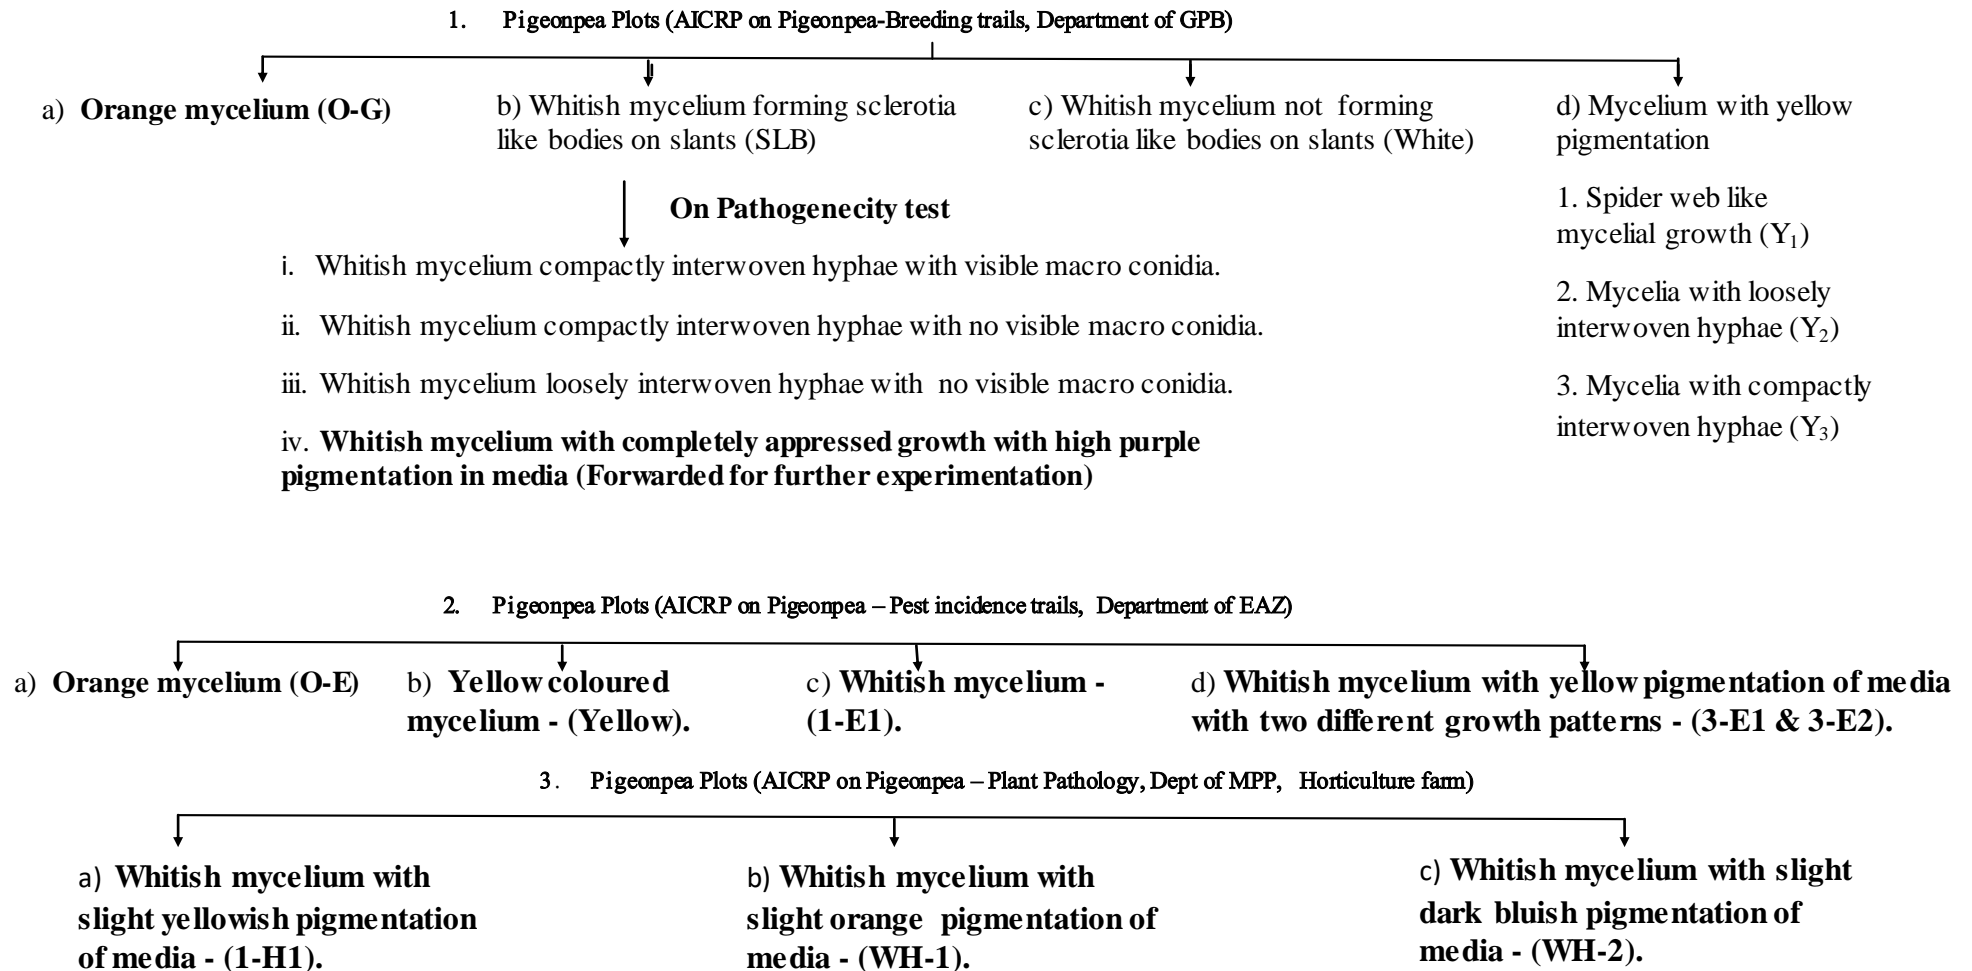 1. Pigeonpea Plots (AICRP on Pigeonpea-Breeding trails, Department of GPB)
a) Orange mycelium (O-G)
b) Whitish mycelium forming sclerotia
like bodies on slants (SLB)
c) Whitish mycelium not forming
sclerotia like bodies on slants (White)
d) Mycelium with yellow
pigmentation
1. Spider web like
mycelial growth (Y₁)
2. Mycelia with loosely
interwoven hyphae (Y₂)
3. Mycelia with compactly
interwoven hyphae (Y₃)
On Pathogenecity test
i. Whitish mycelium compactly interwoven hyphae with visible macro conidia.
ii. Whitish mycelium compactly interwoven hyphae with no visible macro conidia.
iii. Whitish mycelium loosely interwoven hyphae with no visible macro conidia.
iv. Whitish mycelium with completely appressed growth with high purple
pigmentation in media (Forwarded for further experimentation)
2. Pigeonpea Plots (AICRP on Pigeonpea – Pest incidence trails, Department of EAZ)
a) Orange mycelium (O-E)
b) Yellow coloured
mycelium - (Yellow).
c) Whitish mycelium -
(1-E1).
d) Whitish mycelium with yellow pigmentation of media
with two different growth patterns - (3-E1 & 3-E2).
3. Pigeonpea Plots (AICRP on Pigeonpea – Plant Pathology, Dept of MPP, Horticulture farm)
a) Whitish mycelium with
slight yellowish pigmentation
of media - (1-H1).
b) Whitish mycelium with
slight orange pigmentation of
media - (WH-1).
c) Whitish mycelium with slight
dark bluish pigmentation of
media - (WH-2).